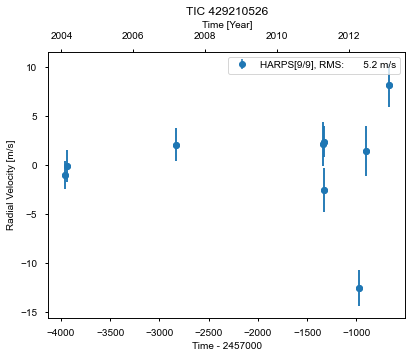 TIC 429210526
Time [Year]
2004 2006 2008 2010 2012
HARPS[9/9], RMS: 5.2 m/s
Radial Velocity [m/s]
10
5
0
−5
−10
−15
−4000 −3500 −3000 −2500 −2000 −1500 −1000
Time - 2457000